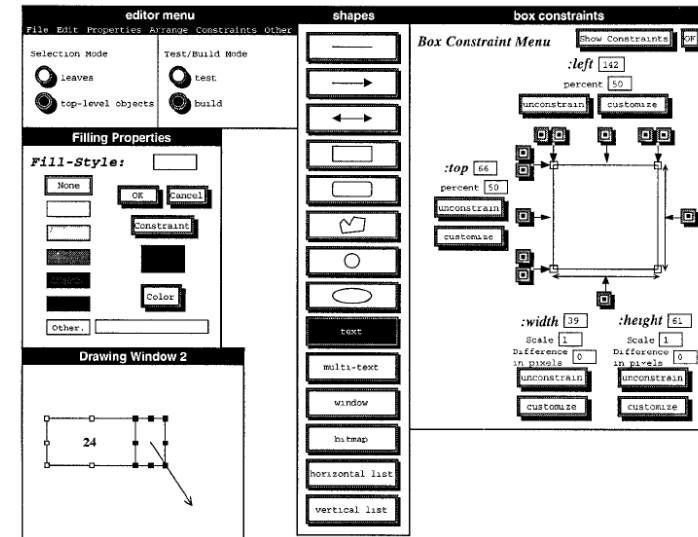 editor menu
File Edit Properties Arrange Constraints Other
Selection Mode
leaves
top-level objects
Test/Build Mode
test
build
Filling Properties
Fill-Style:
None
OK Cancel
Constraint
Color
Other.
Drawing Window 2
24
shapes
text
multi-text
window
bitmap
horizontal list
vertical list
box constraints
Box Constraint Menu
Show Constraints OK
:left 142
percent 50
unconstrain customize
:top 66
percent 50
unconstrain
customize
:width 39
Scale 1
Difference
in pixels 0
unconstrain
customize
:height 61
Scale 1
Difference
in pixels 0
unconstrain
customize